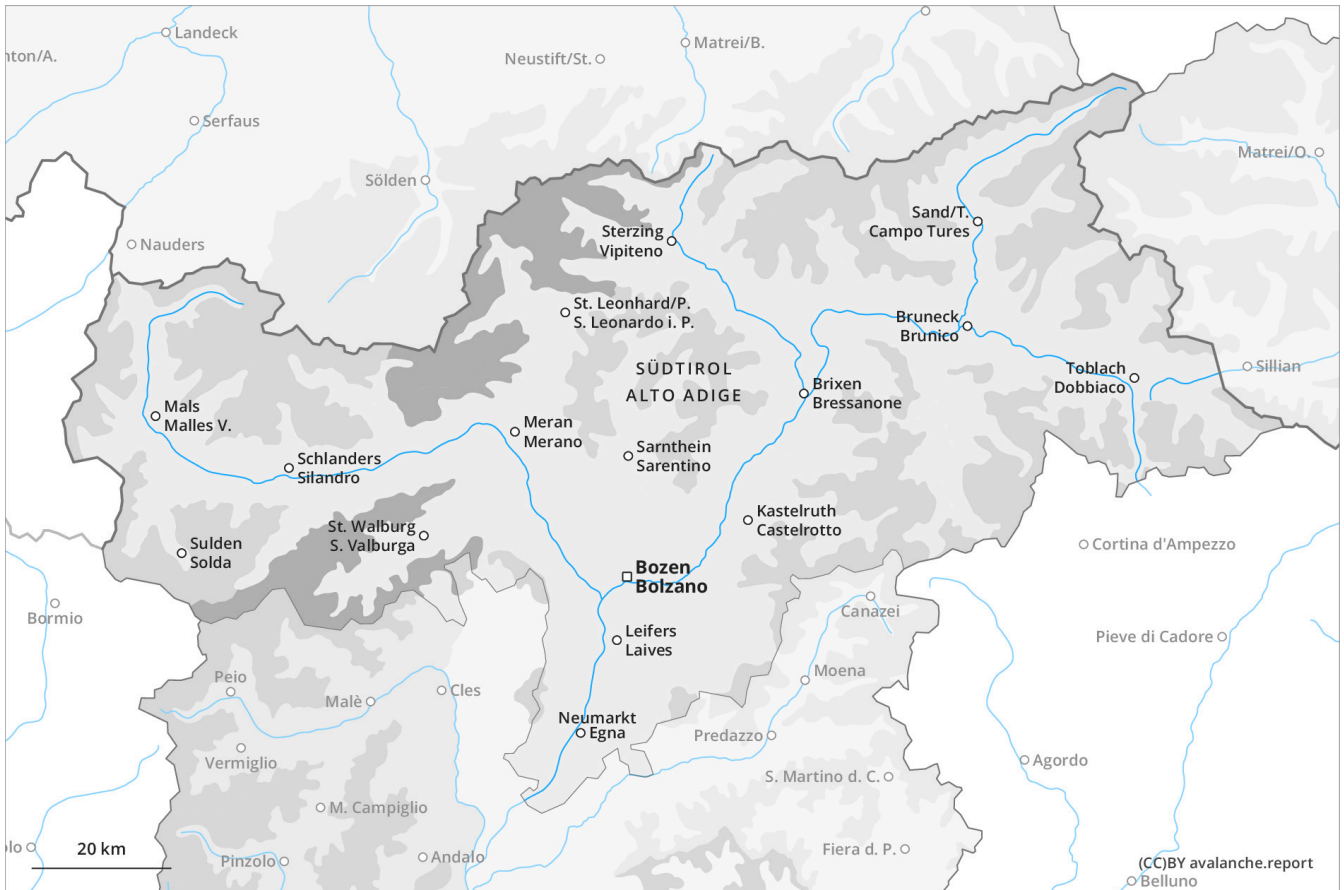 Landeck
nton/A.
Neustift/St.
Matrei/B.
Serfaus
Matrei/O.
Sölden
Nauders
Sand/T.
Campo Tures
Sterzing
Vipiteno
St. Leonhard/P.
S. Leonardo i. P.
Bruneck
Brunico
SÜDTIROL
ALTO ADIGE
Toblach
Dobbiaco
Sillian
Brixen
Bressanone
Mals
Malles V.
Meran
Merano
Schlanders
Silandro
Sarnthein
Sarentino
St. Walburg
S. Valburga
Kastelruth
Castelrotto
Sulden
Solda
Cortina d'Ampezzo
Bozen
Bolzano
Bormio
Canazei
Leifers
Laives
Pieve di Cadore
Peio
Moena
Malè
Cles
Neumarkt
Egna
Predazzo
Vermiglio
Agordo
S. Martino d. C.
M. Campiglio
olo
20 km
Pinzolo
Andalo
Fiera d. P.
(CC)BY avalanche.report
Belluno